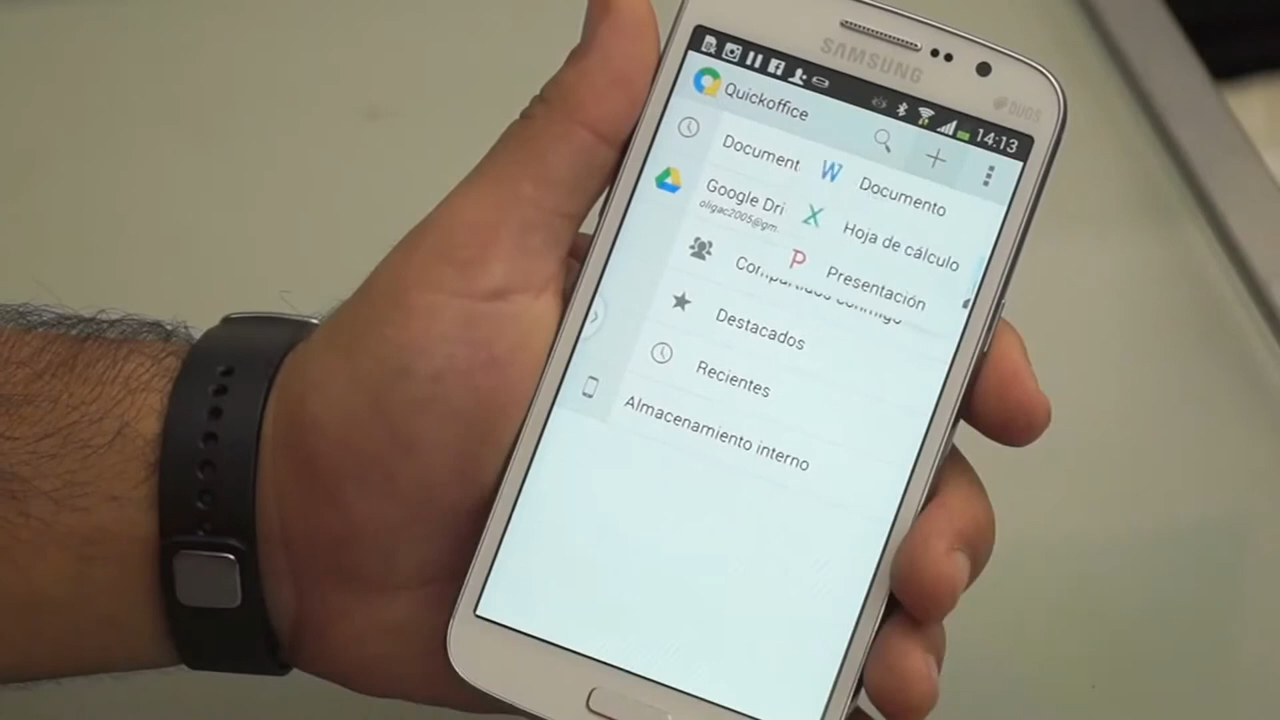 SAMSUNG
DUOS
14:13
Quickoffice
Document
W Documento
Google Dri
oligac2005@gm.
X Hoja de cálculo
P Presentación
Compartidos conmigo
Destacados
Recientes
Almacenamiento interno